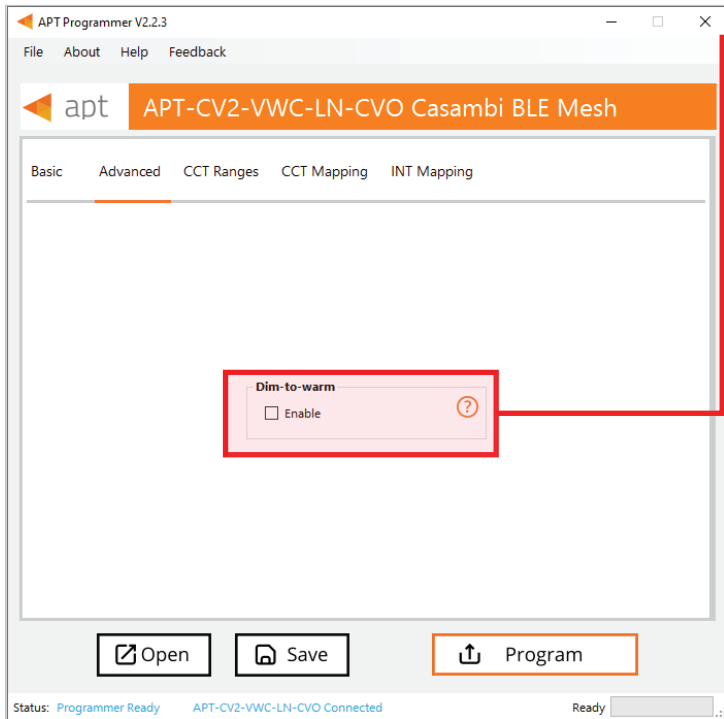 APT Programmer V2.2.3
File About Help Feedback
apt APT-CV2-VWC-LN-CVO Casambi BLE Mesh
Basic Advanced CCT Ranges CCT Mapping INT Mapping
Dim-to-warm
Enable ?
Open Save Program
Status: Programmer Ready APT-CV2-VWC-LN-CVO Connected Ready